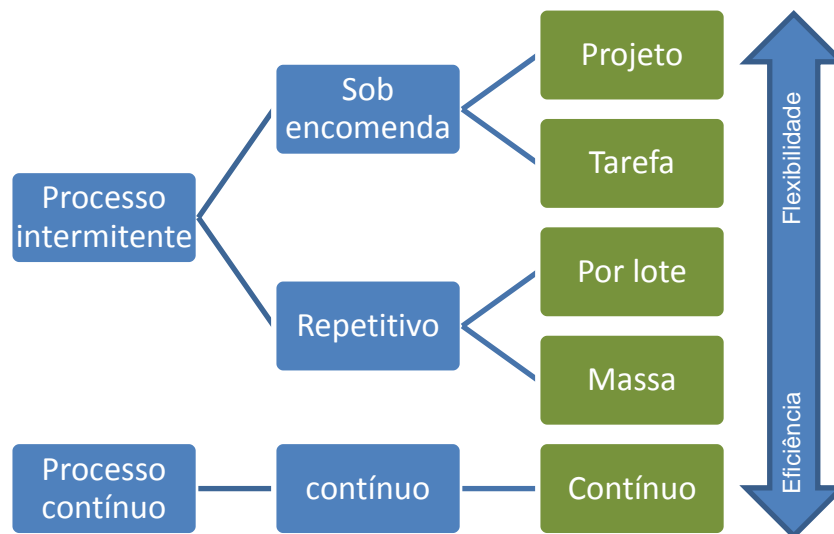 Processo
intermitente
Sob
encomenda
Projeto
Tarefa
Repetitivo
Por lote
Massa
Processo
contínuo
contínuo
Contínuo
Flexibilidade
Eficiência